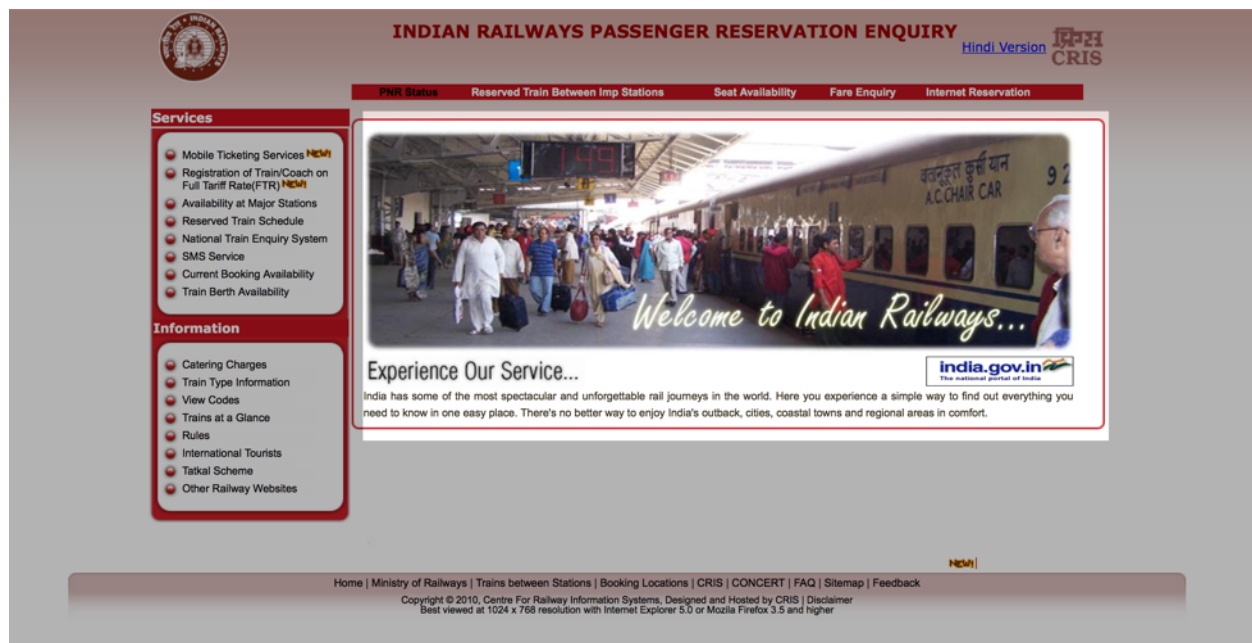 INDIAN RAILWAYS PASSENGER RESERVATION ENQUIRY
Hindi Version
क्रिस
CRIS
PNR Status Reserved Train Between Imp Stations Seat Availability Fare Enquiry Internet Reservation
Services
Mobile Ticketing Services NEW!
Registration of Train/Coach on
Full Tariff Rate(FTR) NEW!
Availability at Major Stations
Reserved Train Schedule
National Train Enquiry System
SMS Service
Current Booking Availability
Train Berth Availability
Information
Catering Charges
Train Type Information
View Codes
Trains at a Glance
Rules
International Tourists
Tatkal Scheme
Other Railway Websites
149
वातानुकूल कुर्सी यान
A.C.CHAIR CAR
9 2
Welcome to Indian Railways...
Experience Our Service...
india.gov.in
The national portal of India
India has some of the most spectacular and unforgettable rail journeys in the world. Here you experience a simple way to find out everything you
need to know in one easy place. There's no better way to enjoy India's outback, cities, coastal towns and regional areas in comfort.
NEW!
Home | Ministry of Railways | Trains between Stations | Booking Locations | CRIS | CONCERT | FAQ | Sitemap | Feedback
Copyright © 2010, Centre For Railway Information Systems, Designed and Hosted by CRIS | Disclaimer
Best viewed at 1024 x 768 resolution with Internet Explorer 5.0 or Mozila Firefox 3.5 and higher